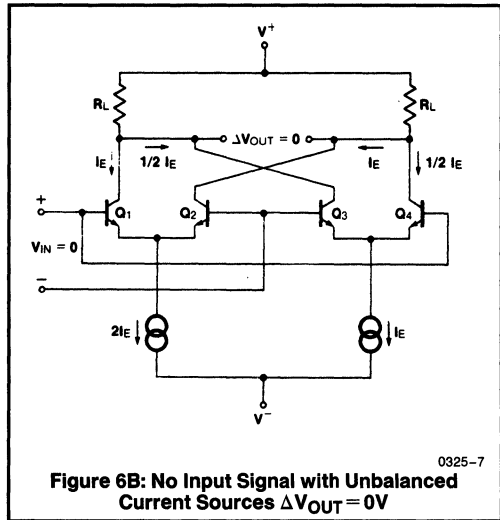 V+
RL
RL
ΔVOUT = 0
IE
1/2 IE
IE
1/2 IE
+
Q1
Q2
Q3
Q4
VIN = 0
−
2IE
IE
V−
0325-7
Figure 6B: No Input Signal with Unbalanced
Current Sources ΔVOUT = 0V